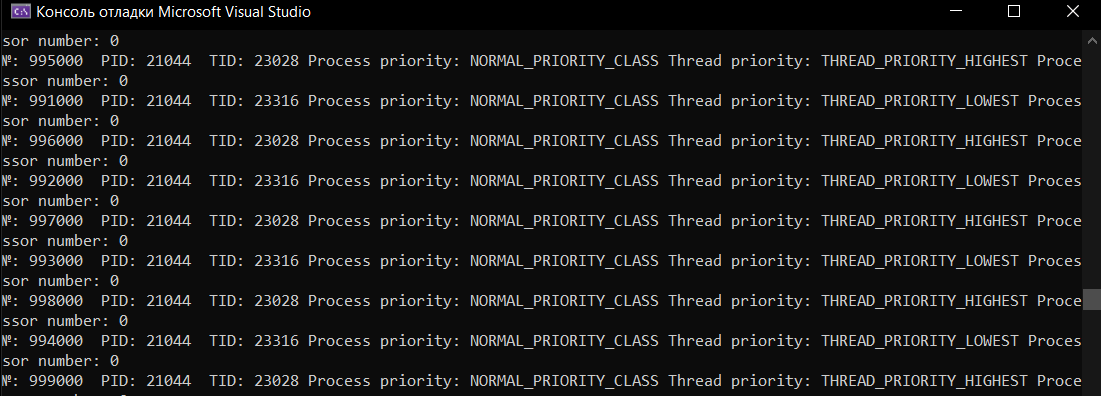 Консоль отладки Microsoft Visual Studio
sor number: 0
№: 995000  PID: 21044  TID: 23028 Process priority: NORMAL_PRIORITY_CLASS Thread priority: THREAD_PRIORITY_HIGHEST Proce
ssor number: 0
№: 991000  PID: 21044  TID: 23316 Process priority: NORMAL_PRIORITY_CLASS Thread priority: THREAD_PRIORITY_LOWEST Proces
sor number: 0
№: 996000  PID: 21044  TID: 23028 Process priority: NORMAL_PRIORITY_CLASS Thread priority: THREAD_PRIORITY_HIGHEST Proce
ssor number: 0
№: 992000  PID: 21044  TID: 23316 Process priority: NORMAL_PRIORITY_CLASS Thread priority: THREAD_PRIORITY_LOWEST Proces
sor number: 0
№: 997000  PID: 21044  TID: 23028 Process priority: NORMAL_PRIORITY_CLASS Thread priority: THREAD_PRIORITY_HIGHEST Proce
ssor number: 0
№: 993000  PID: 21044  TID: 23316 Process priority: NORMAL_PRIORITY_CLASS Thread priority: THREAD_PRIORITY_LOWEST Proces
sor number: 0
№: 998000  PID: 21044  TID: 23028 Process priority: NORMAL_PRIORITY_CLASS Thread priority: THREAD_PRIORITY_HIGHEST Proce
ssor number: 0
№: 994000  PID: 21044  TID: 23316 Process priority: NORMAL_PRIORITY_CLASS Thread priority: THREAD_PRIORITY_LOWEST Proces
sor number: 0
№: 999000  PID: 21044  TID: 23028 Process priority: NORMAL_PRIORITY_CLASS Thread priority: THREAD_PRIORITY_HIGHEST Proce